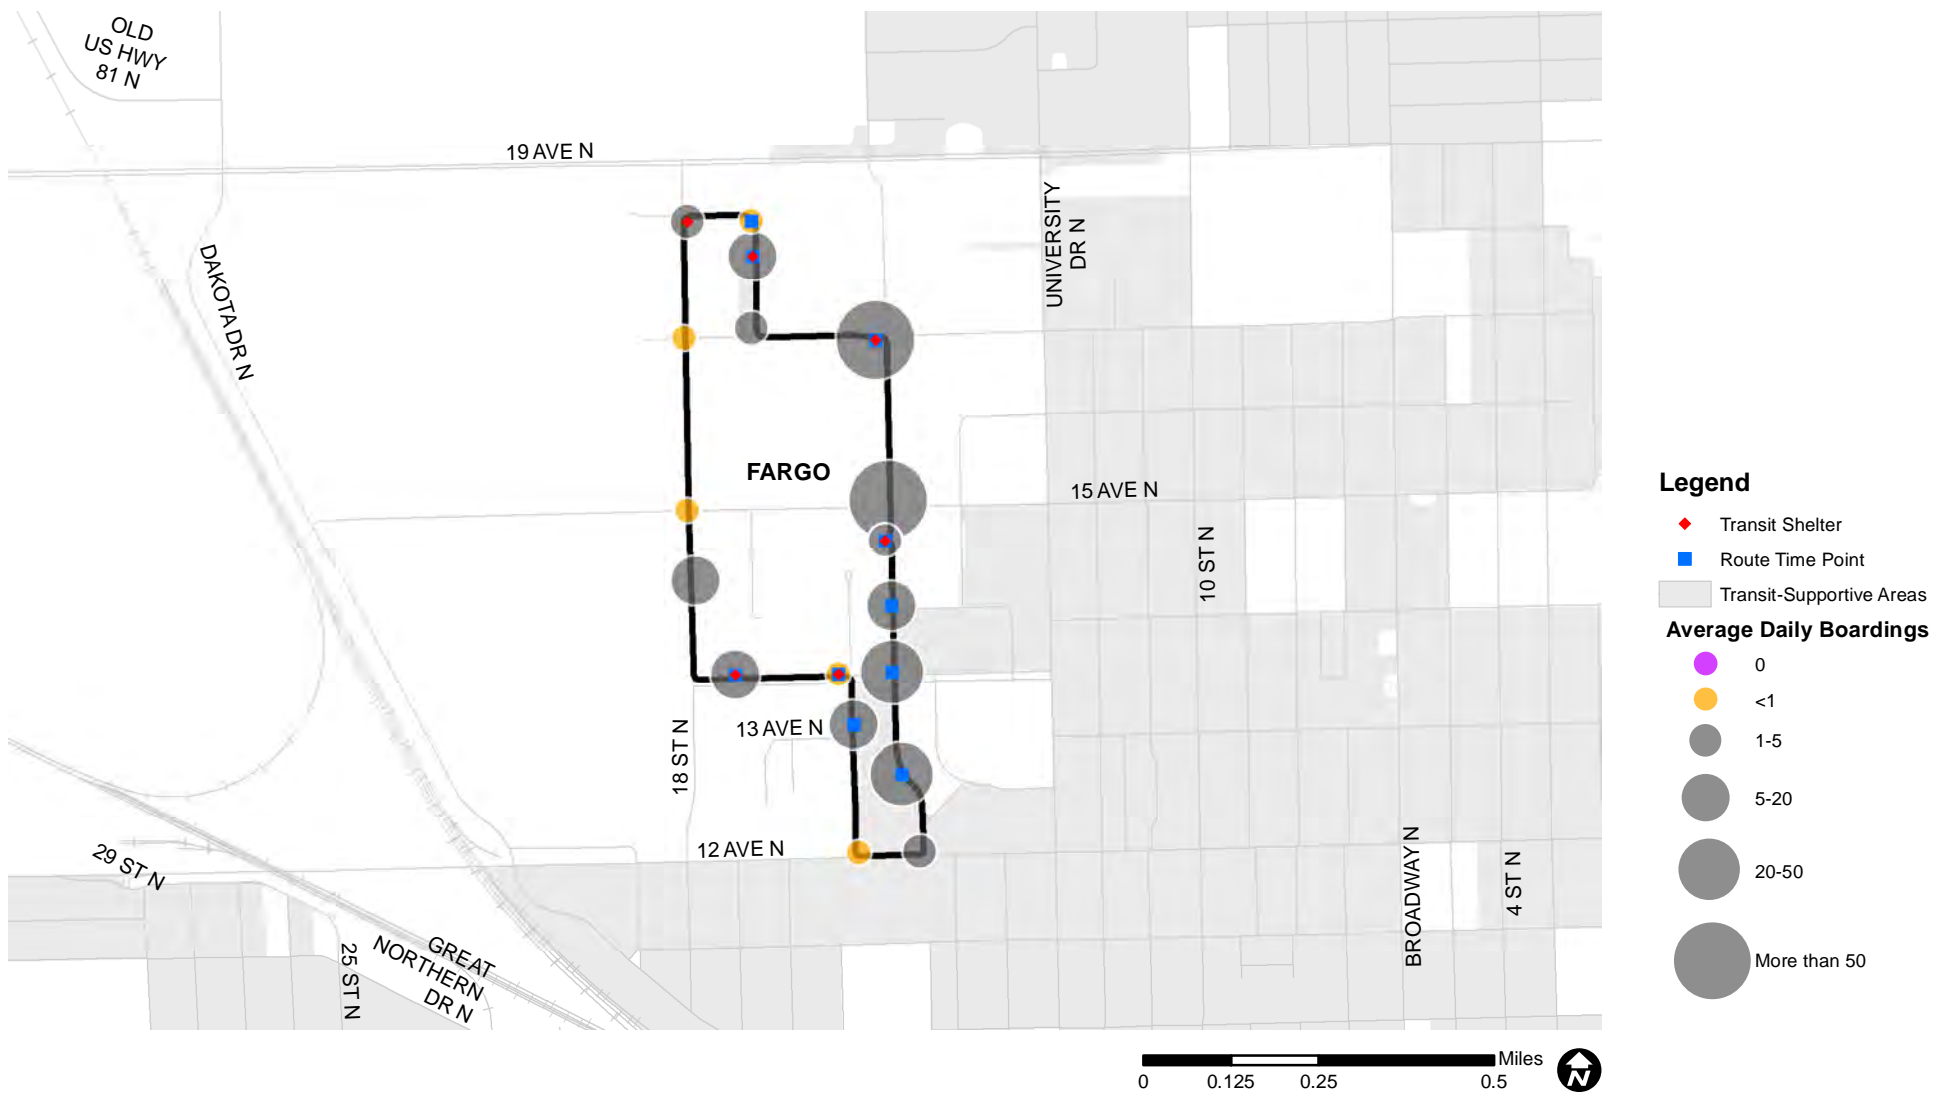 OLD
US HWY
81 N
19 AVE N
UNIVERSITY
DR N
DAKOTA DR N
FARGO
15 AVE N
10 ST N
13 AVE N
18 ST N
12 AVE N
29 ST N
25 ST N
GREAT
NORTHERN
DR N
BROADWAY N
4 ST N
Legend
Transit Shelter
Route Time Point
Transit-Supportive Areas
Average Daily Boardings
0
<1
1-5
5-20
20-50
More than 50
Miles
0 0.125 0.25 0.5
N